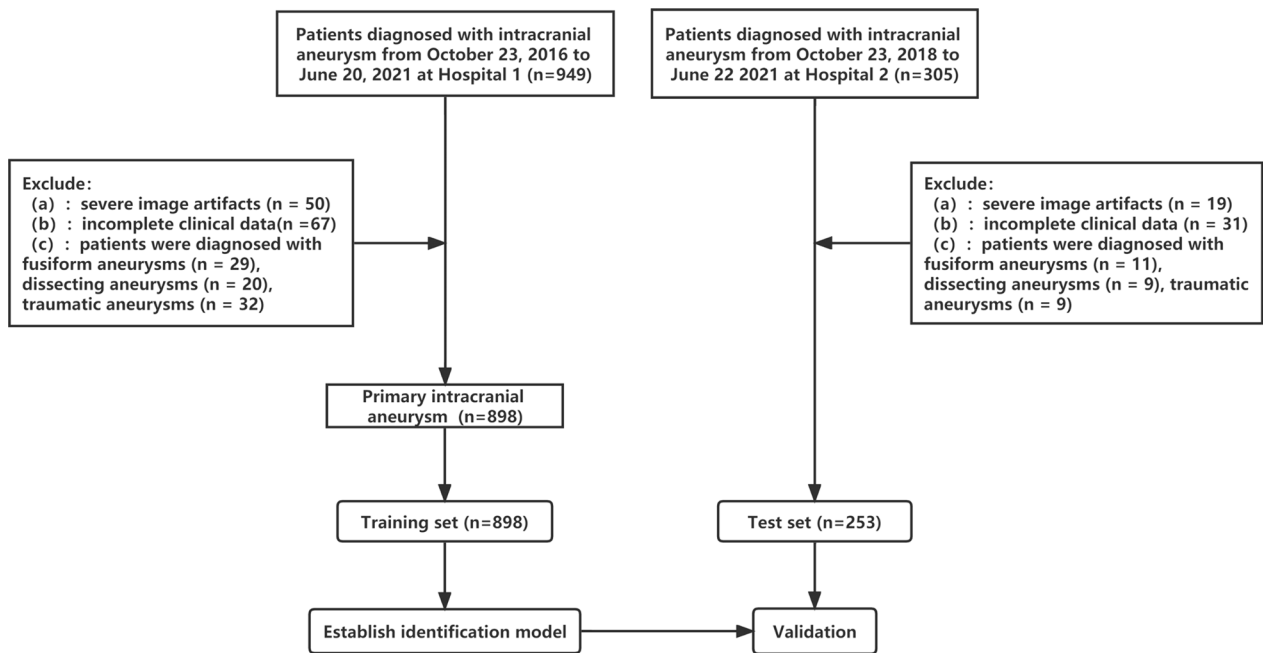 Patients diagnosed with intracranial
aneurysm from October 23, 2016 to
June 20, 2021 at Hospital 1 (n=949)
Patients diagnosed with intracranial
aneurysm from October 23, 2018 to
June 22 2021 at Hospital 2 (n=305)
Exclude：
(a) : severe image artifacts (n = 50)
(b) : incomplete clinical data(n =67)
(c) : patients were diagnosed with
fusiform aneurysms (n = 29),
dissecting aneurysms (n = 20),
traumatic aneurysms (n = 32)
Exclude：
(a) : severe image artifacts (n = 19)
(b) : incomplete clinical data (n = 31)
(c) : patients were diagnosed with
fusiform aneurysms (n = 11),
dissecting aneurysms (n = 9), traumatic
aneurysms (n = 9)
Primary intracranial
aneurysm (n=898)
Training set (n=898)
Test set (n=253)
Establish identification model
Validation